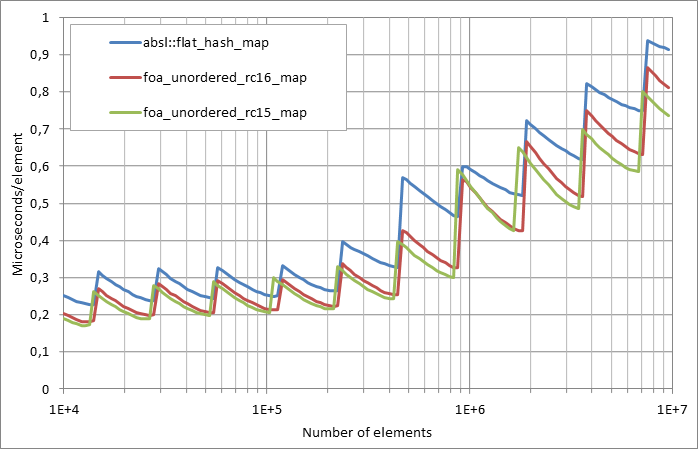 absl::flat_hash_map
foa_unordered_rc16_map
foa_unordered_rc15_map
Microseconds/element
1
0,9
0,8
0,7
0,6
0,5
0,4
0,3
0,2
0,1
0
1E+4
1E+5
1E+6
1E+7
Number of elements